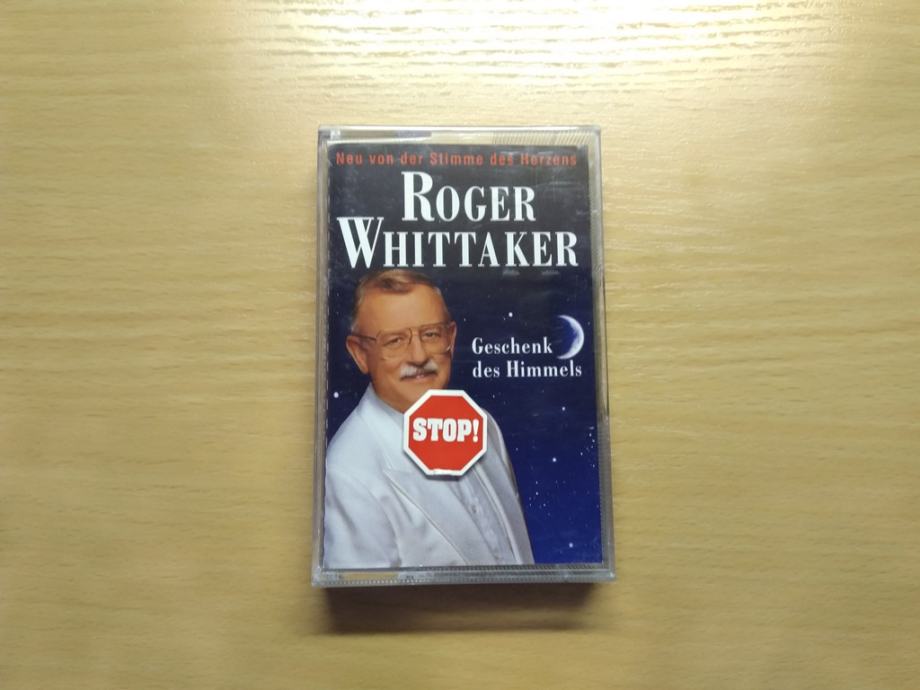 Neu von der Stimme des Herzens
ROGER
WHITTAKER
Geschenk
des Himmels
STOP!